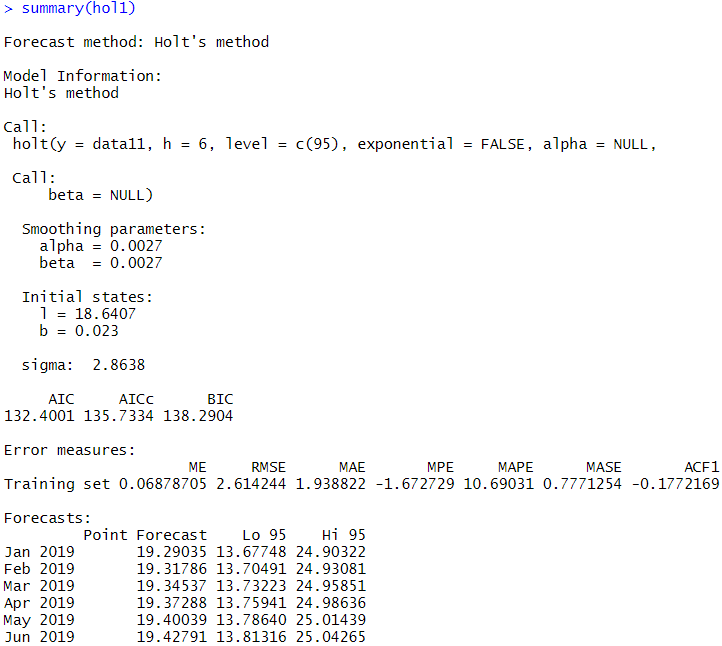 > summary(hol1)
Forecast method: Holt's method
Model Information:
Holt's method
Call:
 holt(y = data11, h = 6, level = c(95), exponential = FALSE, alpha = NULL,
 Call:
     beta = NULL)
  Smoothing parameters:
    alpha = 0.0027
    beta  = 0.0027
  Initial states:
    l = 18.6407
    b = 0.023
  sigma:  2.8638
     AIC     AICc      BIC
132.4001 135.7334 138.2904
Error measures:
                     ME     RMSE      MAE       MPE     MAPE      MASE       ACF1
Training set 0.06878705 2.614244 1.938822 -1.672729 10.69031 0.7771254 -0.1772169
Forecasts:
         Point Forecast    Lo 95    Hi 95
Jan 2019       19.29035 13.67748 24.90322
Feb 2019       19.31786 13.70491 24.93081
Mar 2019       19.34537 13.73223 24.95851
Apr 2019       19.37288 13.75941 24.98636
May 2019       19.40039 13.78640 25.01439
Jun 2019       19.42791 13.81316 25.04265